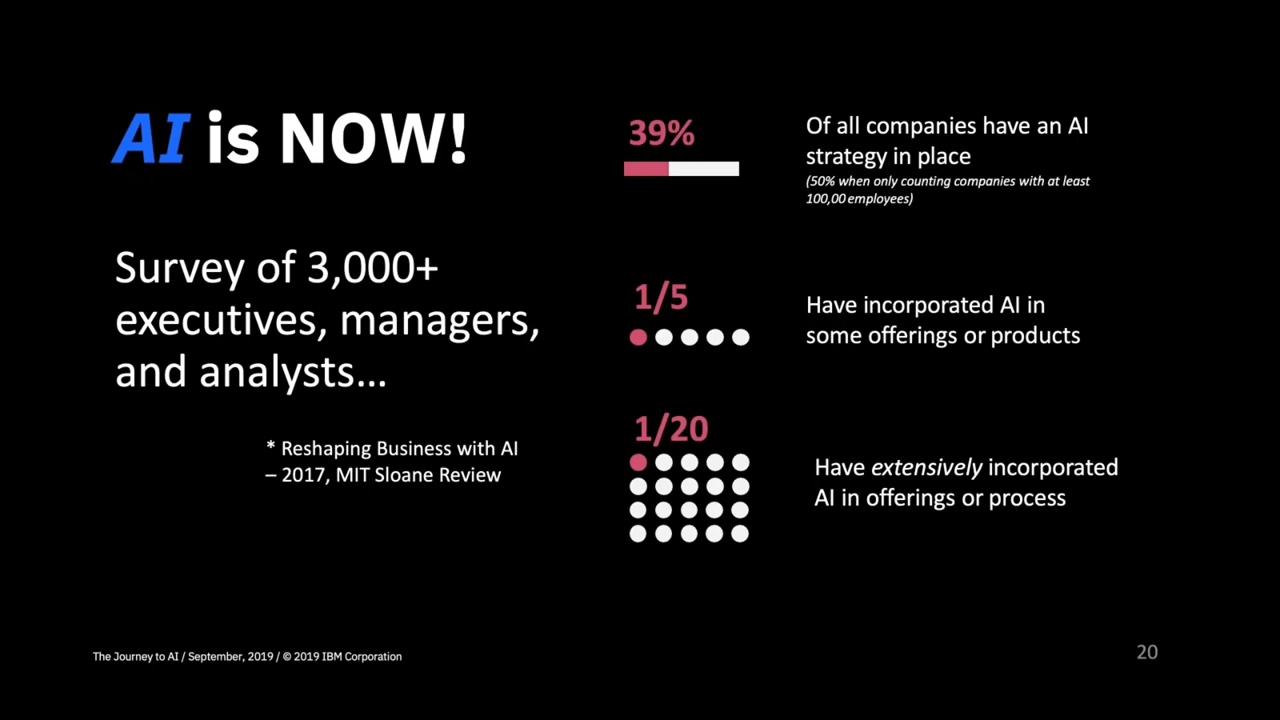 AI is NOW!
Survey of 3,000+
executives, managers,
and analysts…
* Reshaping Business with AI
– 2017, MIT Sloane Review
39%
Of all companies have an AI
strategy in place
(50% when only counting companies with at least
100,00 employees)
1/5
Have incorporated AI in
some offerings or products
1/20
Have extensively incorporated
AI in offerings or process
The Journey to AI / September, 2019 / © 2019 IBM Corporation
20